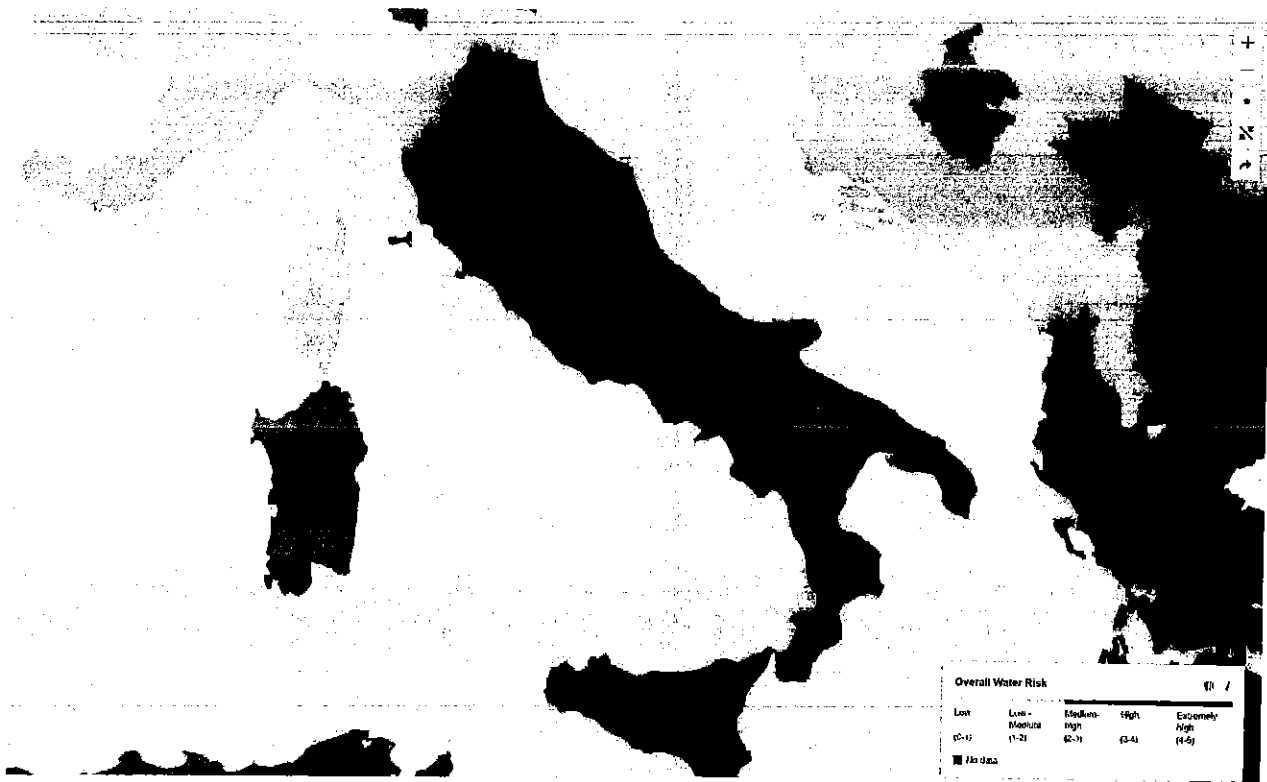 Overall Water Risk
Low Low - Medium Medium-high High Extremely high
(0-1) (1-2) (2-3) (3-4) (4-5)
No data